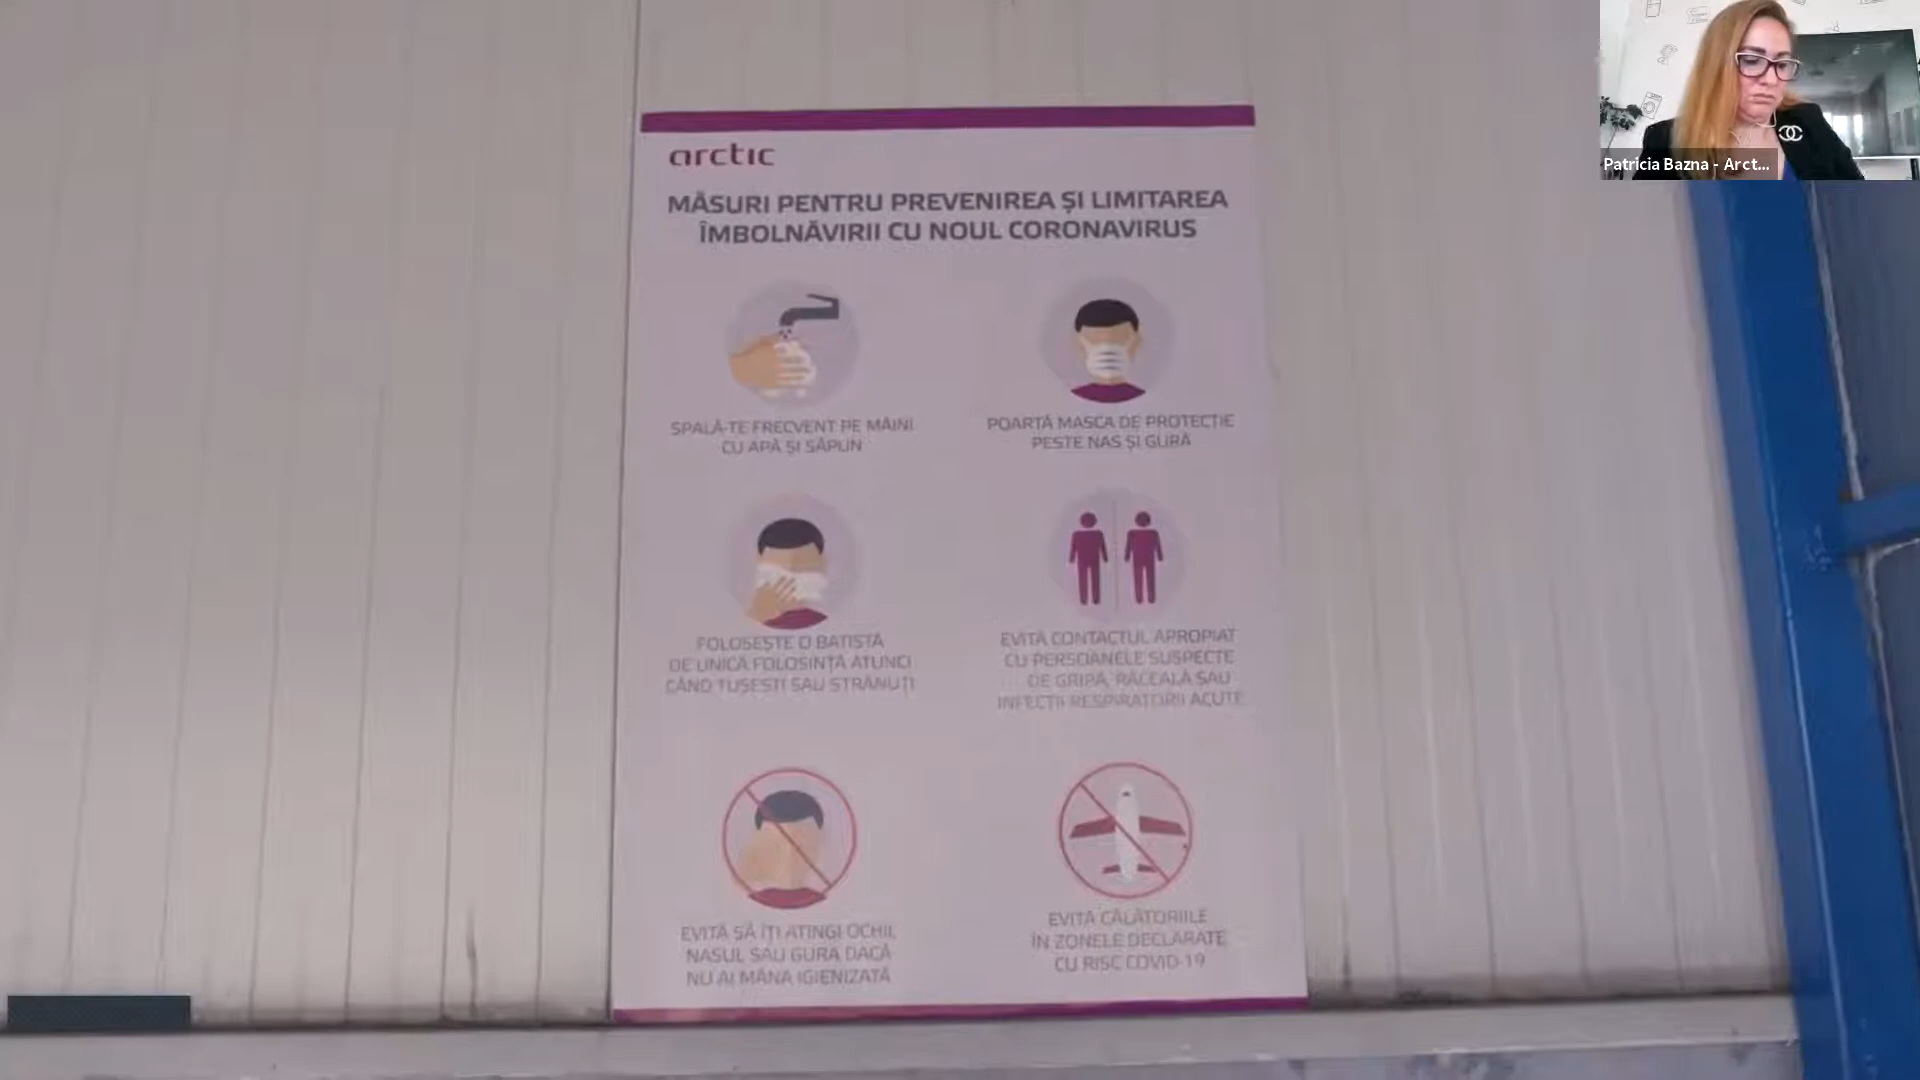 arctic
MĂSURI PENTRU PREVENIREA ȘI LIMITAREA
ÎMBOLNĂVIRII CU NOUL CORONAVIRUS
SPALĂ-TE FRECVENT PE MÂINI
CU APĂ ȘI SĂPUN
POARTĂ MASCA DE PROTECȚIE
PESTE NAS ȘI GURĂ
FOLOSEȘTE O BATISTĂ
DE UNICĂ FOLOSINȚĂ ATUNCI
CÂND TUȘEȘTI SAU STRĂNUȚI
EVITĂ CONTACTUL APROPIAT
CU PERSOANELE SUSPECTE
DE GRIPĂ, RĂCEALĂ SAU
INFECȚII RESPIRATORII ACUTE
EVITĂ SĂ ÎȚI ATINGI OCHII,
NASUL SAU GURA DACĂ
NU AI MÂNA IGIENIZATĂ
EVITĂ CĂLĂTORIILE
ÎN ZONELE DECLARATE
CU RISC COVID-19
Patricia Bazna - Arct...